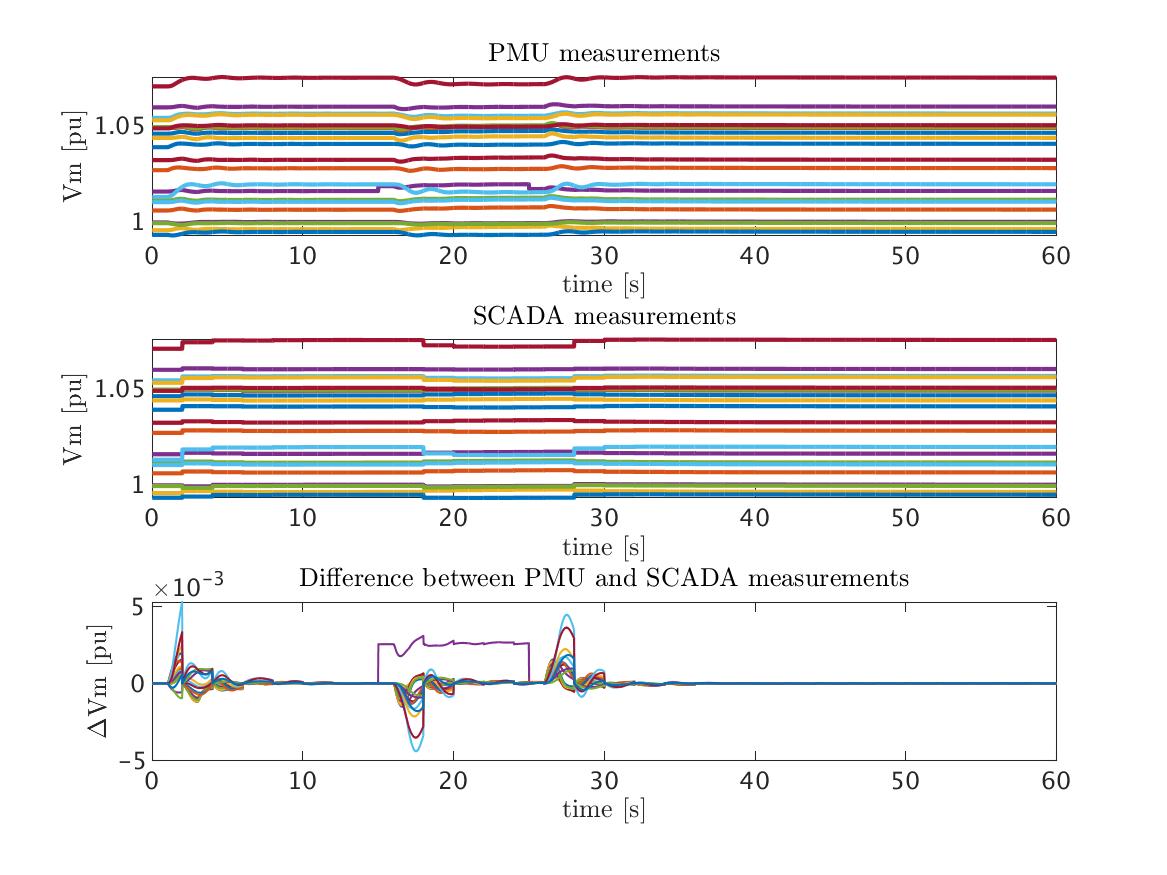 PMU measurements
1.05
1
Vm [pu]
0 10 20 30 40 50 60
time [s]
SCADA measurements
1.05
1
Vm [pu]
0 10 20 30 40 50 60
time [s]
Difference between PMU and SCADA measurements
×10⁻³
5
0
-5
ΔVm [pu]
0 10 20 30 40 50 60
time [s]